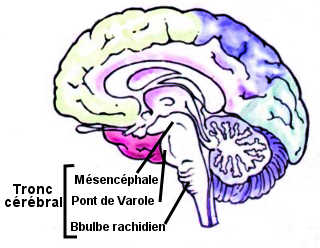 Mésencéphale
Tronc
cérébral
Pont de Varole
Bbulbe rachidien